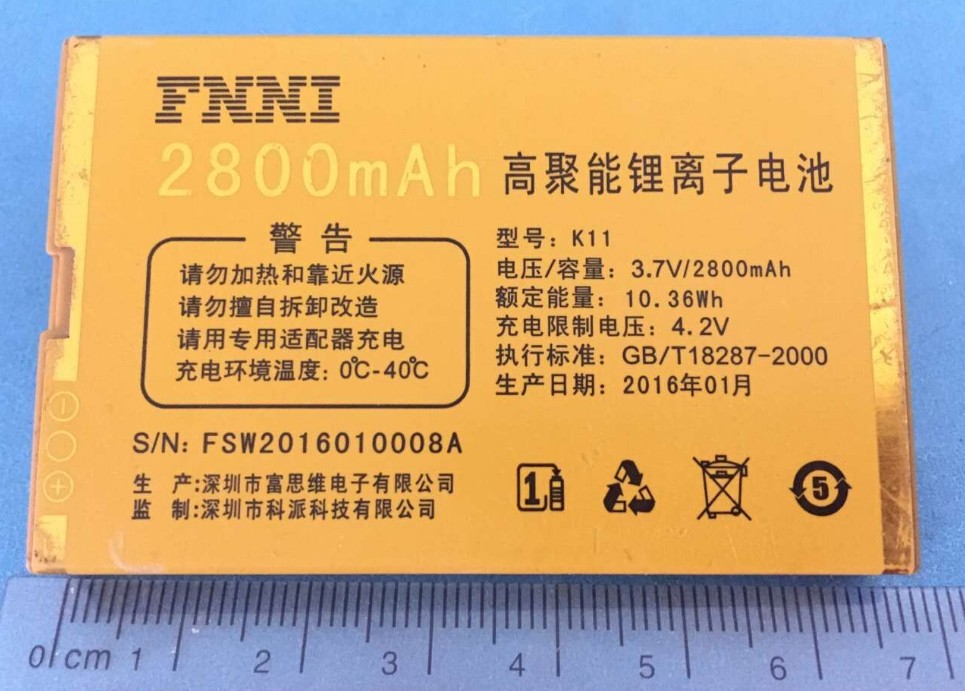 FNNI
2800mAh 高聚能锂离子电池
警告
请勿加热和靠近火源
请勿擅自拆卸改造
请用专用适配器充电
充电环境温度: 0℃-40℃
型号: K11
电压/容量: 3.7V/2800mAh
额定能量: 10.36Wh
充电限制电压: 4.2V
执行标准: GB/T18287-2000
生产日期: 2016年01月
S/N: FSW2016010008A
生 产:深圳市富思维电子有限公司
监 制:深圳市科派科技有限公司
1
5
0 cm 1 2 3 4 5 6 7